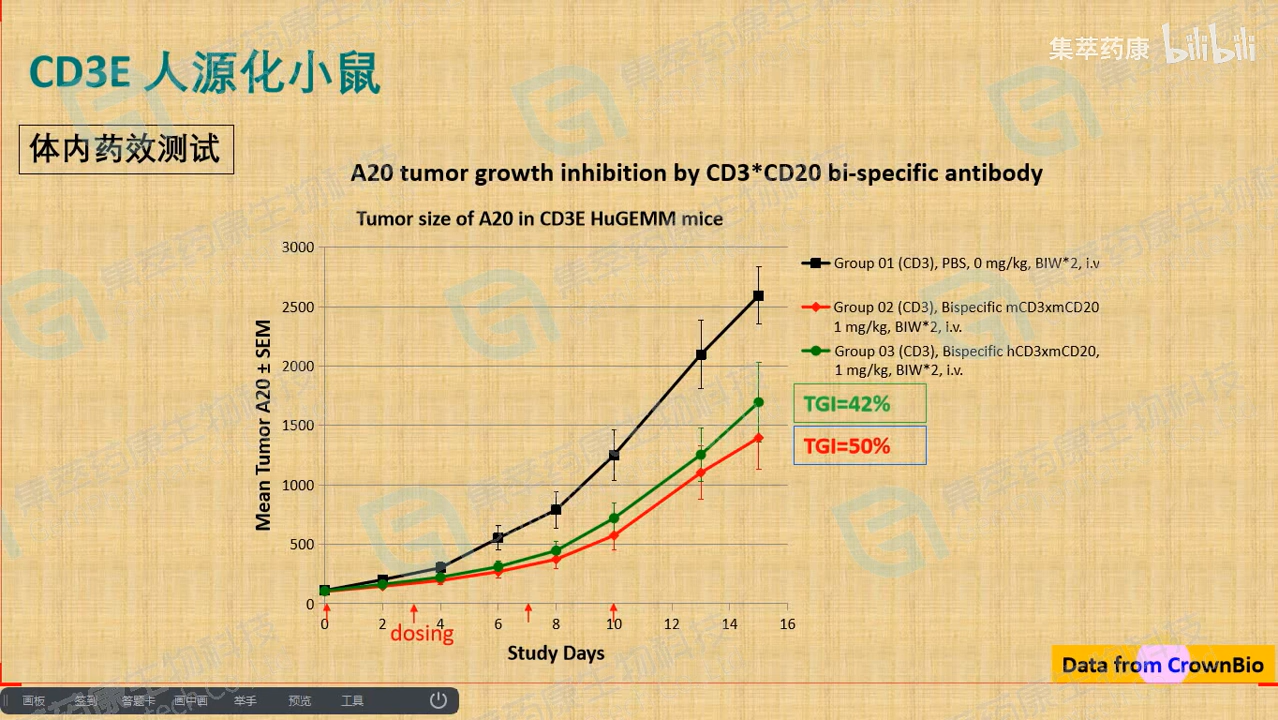 集萃药康 bilibili
CD3E 人源化小鼠
体内药效测试
A20 tumor growth inhibition by CD3*CD20 bi-specific antibody
Tumor size of A20 in CD3E HuGEMM mice
Mean Tumor A20 ± SEM
3000
2500
2000
1500
1000
500
0
0 2 4 6 8 10 12 14 16
dosing
Study Days
Group 01 (CD3), PBS, 0 mg/kg, BIW*2, i.v
Group 02 (CD3), Bispecific mCD3xmCD20
1 mg/kg, BIW*2, i.v.
Group 03 (CD3), Bispecific hCD3xmCD20,
1 mg/kg, BIW*2, i.v.
TGI=42%
TGI=50%
Data from CrownBio
画板 签到 答题卡 画中画 举手 预览 工具